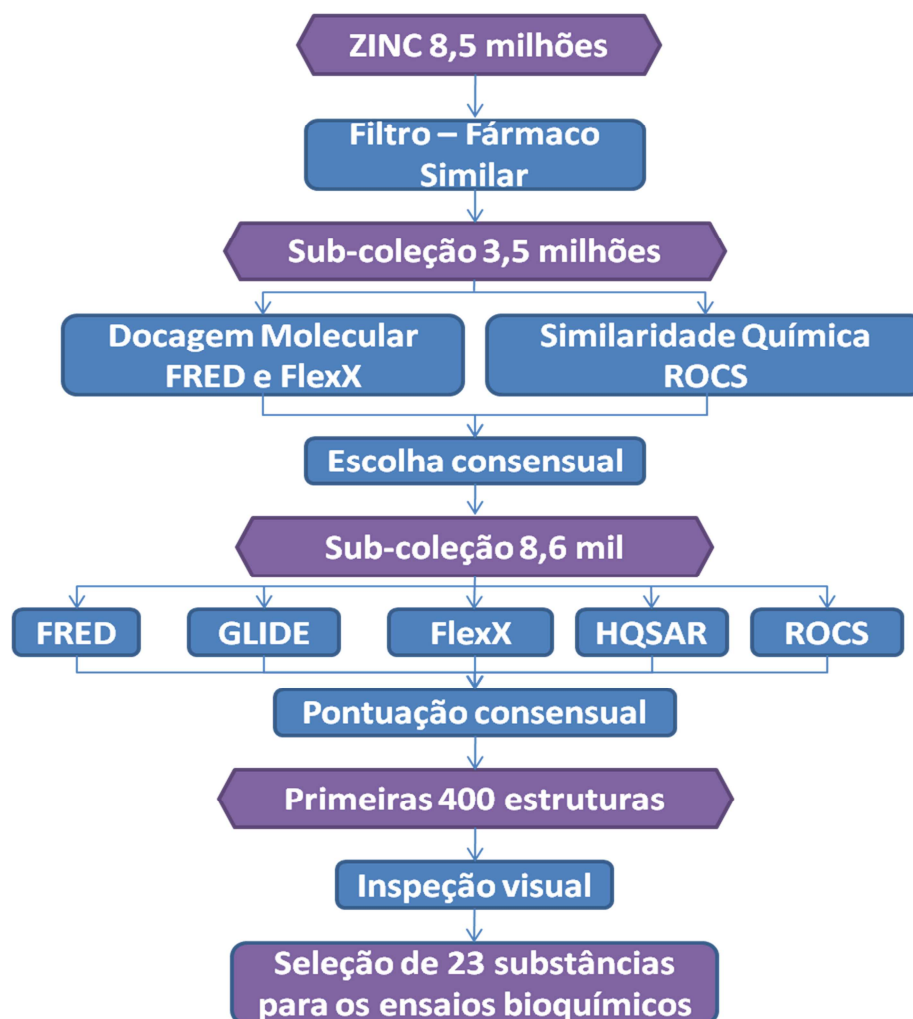 ZINC 8,5 milhões
Filtro – Fármaco
Similar
Sub-coleção 3,5 milhões
Docagem Molecular
FRED e FlexX
Similaridade Química
ROCS
Escolha consensual
Sub-coleção 8,6 mil
FRED
GLIDE
FlexX
HQSAR
ROCS
Pontuação consensual
Primeiras 400 estruturas
Inspeção visual
Seleção de 23 substâncias
para os ensaios bioquímicos